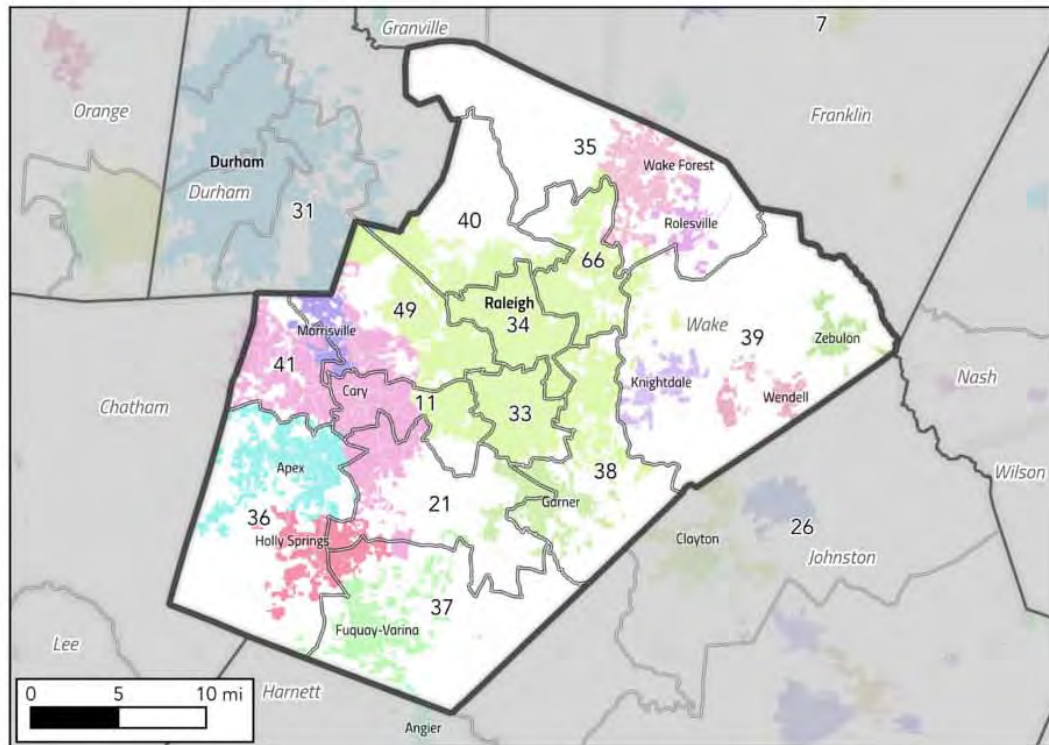 Granville
7
Orange
Franklin
35
Wake Forest
Durham
Durham
31
Rolesville
40
66
Raleigh
34
49
Wake
39
Zebulon
Morrisville
41
Cary
Knightdale
Wendell
Nash
Chatham
11
33
Apex
38
Wilson
21
Garner
36
Holly Springs
Clayton
26
Johnston
37
Fuquay-Varina
Lee
0 5 10 mi
Harnett
Angier